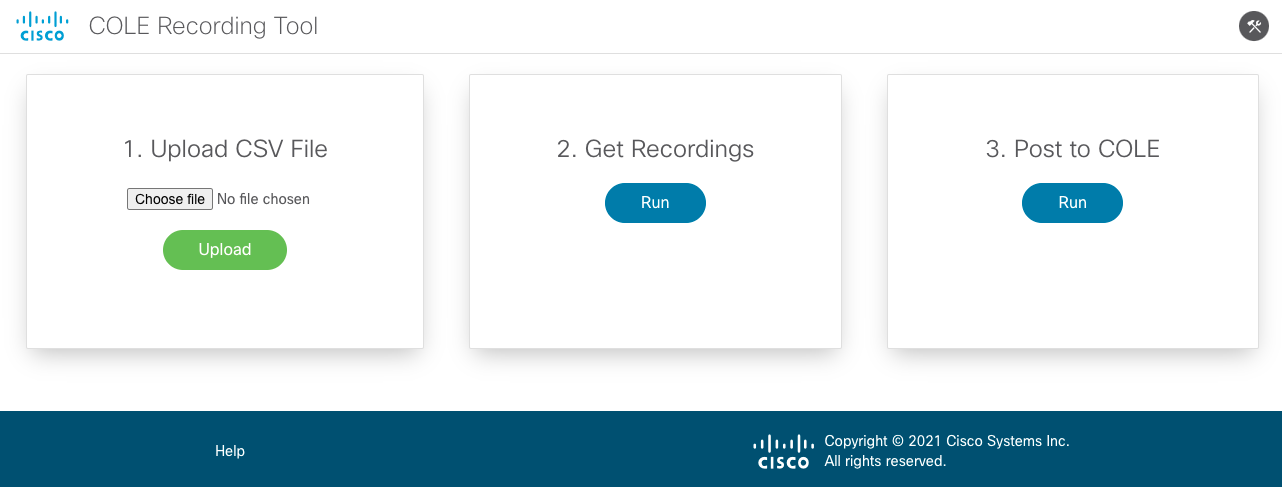 CISCO COLE Recording Tool
1. Upload CSV File
Choose file No file chosen
Upload
2. Get Recordings
Run
3. Post to COLE
Run
Help
CISCO
Copyright © 2021 Cisco Systems Inc.
All rights reserved.